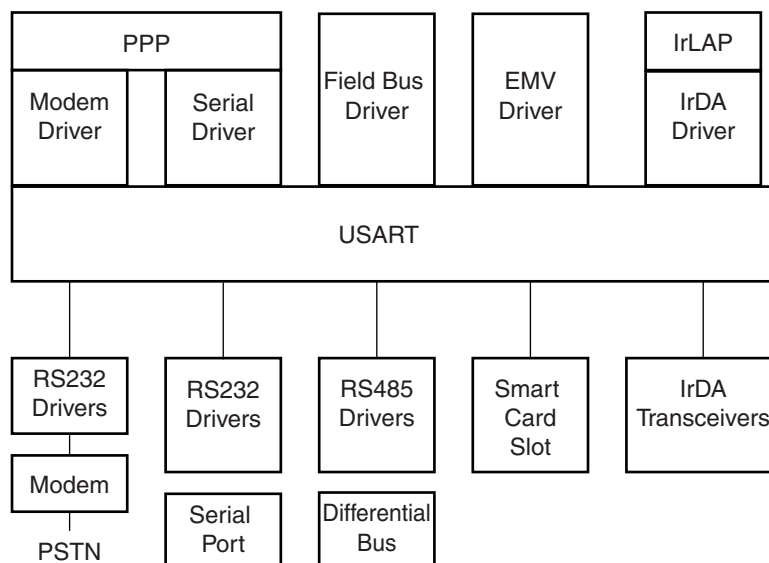 PPP
Modem
Driver
Serial
Driver
Field Bus
Driver
EMV
Driver
IrLAP
IrDA
Driver
USART
RS232
Drivers
Modem
PSTN
RS232
Drivers
Serial
Port
RS485
Drivers
Differential
Bus
Smart
Card
Slot
IrDA
Transceivers